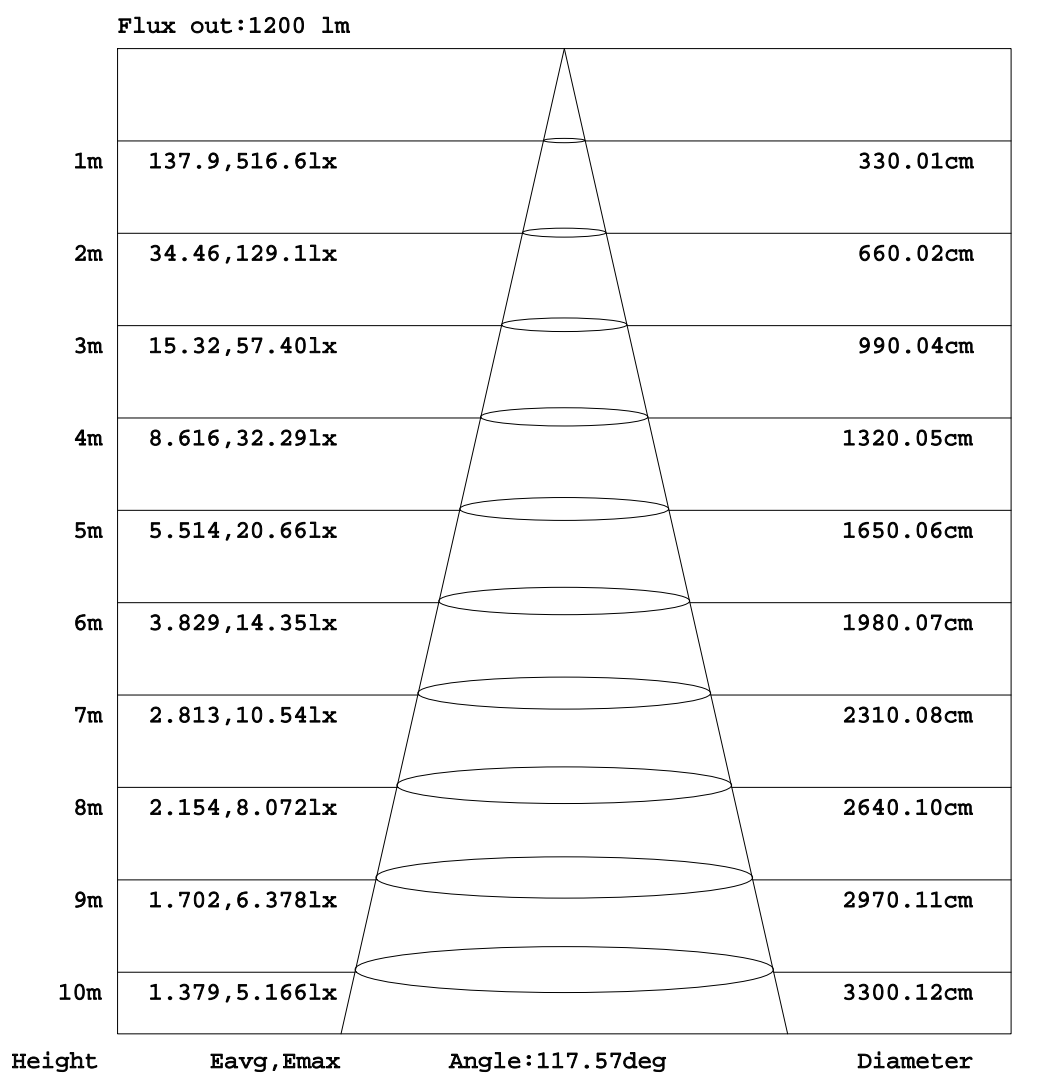 Flux out:1200 lm
1m 137.9,516.6lx 330.01cm
2m 34.46,129.1lx 660.02cm
3m 15.32,57.40lx 990.04cm
4m 8.616,32.29lx 1320.05cm
5m 5.514,20.66lx 1650.06cm
6m 3.829,14.35lx 1980.07cm
7m 2.813,10.54lx 2310.08cm
8m 2.154,8.072lx 2640.10cm
9m 1.702,6.378lx 2970.11cm
10m 1.379,5.166lx 3300.12cm
Height Eavg,Emax Angle:117.57deg Diameter